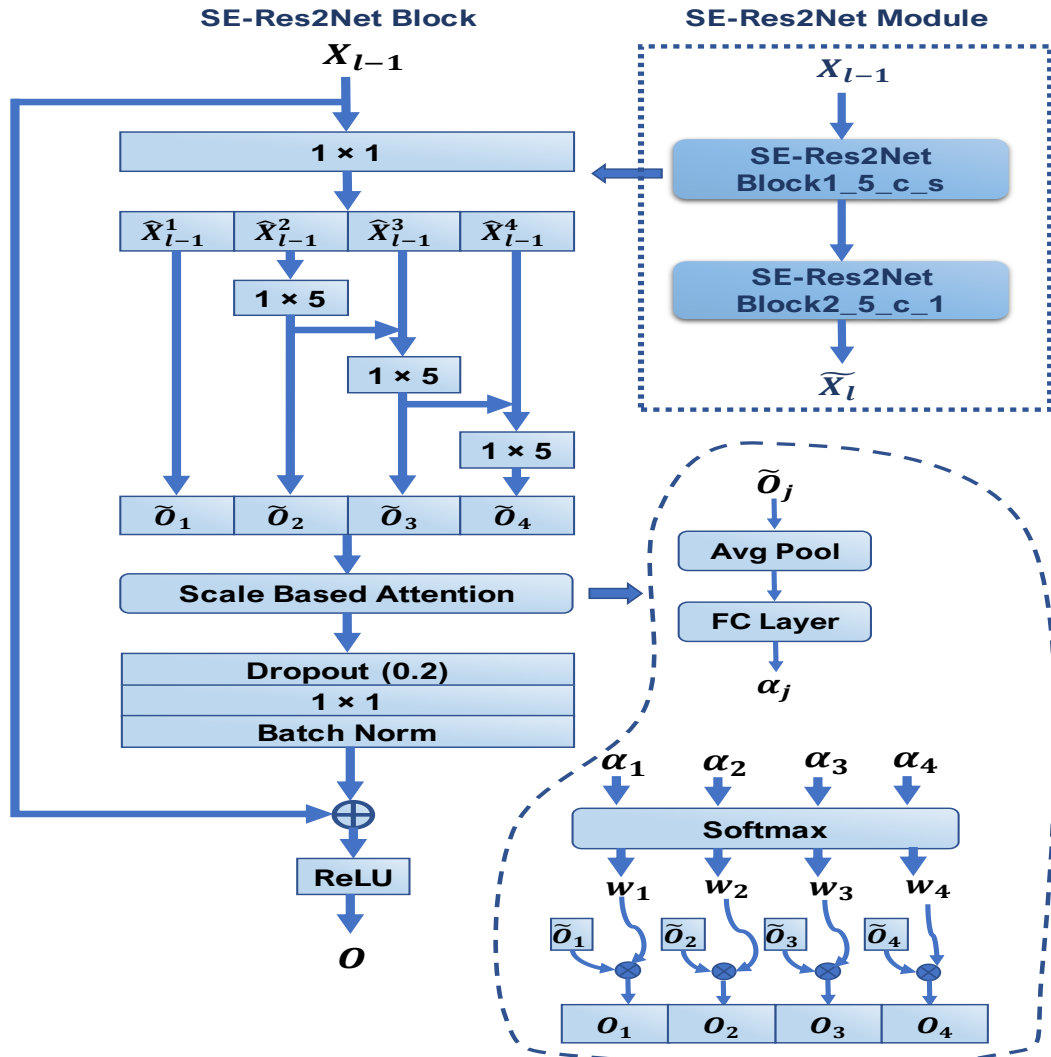 SE-Res2Net Block
X_{l−1}
1 × 1
X̂^1_{l−1} X̂^2_{l−1} X̂^3_{l−1} X̂^4_{l−1}
1 × 5
1 × 5
1 × 5
Õ_1 Õ_2 Õ_3 Õ_4
Scale Based Attention
Dropout (0.2)
1 × 1
Batch Norm
ReLU
O
SE-Res2Net Module
X_{l−1}
SE-Res2Net
Block1_5_c_s
SE-Res2Net
Block2_5_c_1
X̃_l
Õ_j
Avg Pool
FC Layer
α_j
α_1 α_2 α_3 α_4
Softmax
w_1 w_2 w_3 w_4
Õ_1 Õ_2 Õ_3 Õ_4
O_1 O_2 O_3 O_4